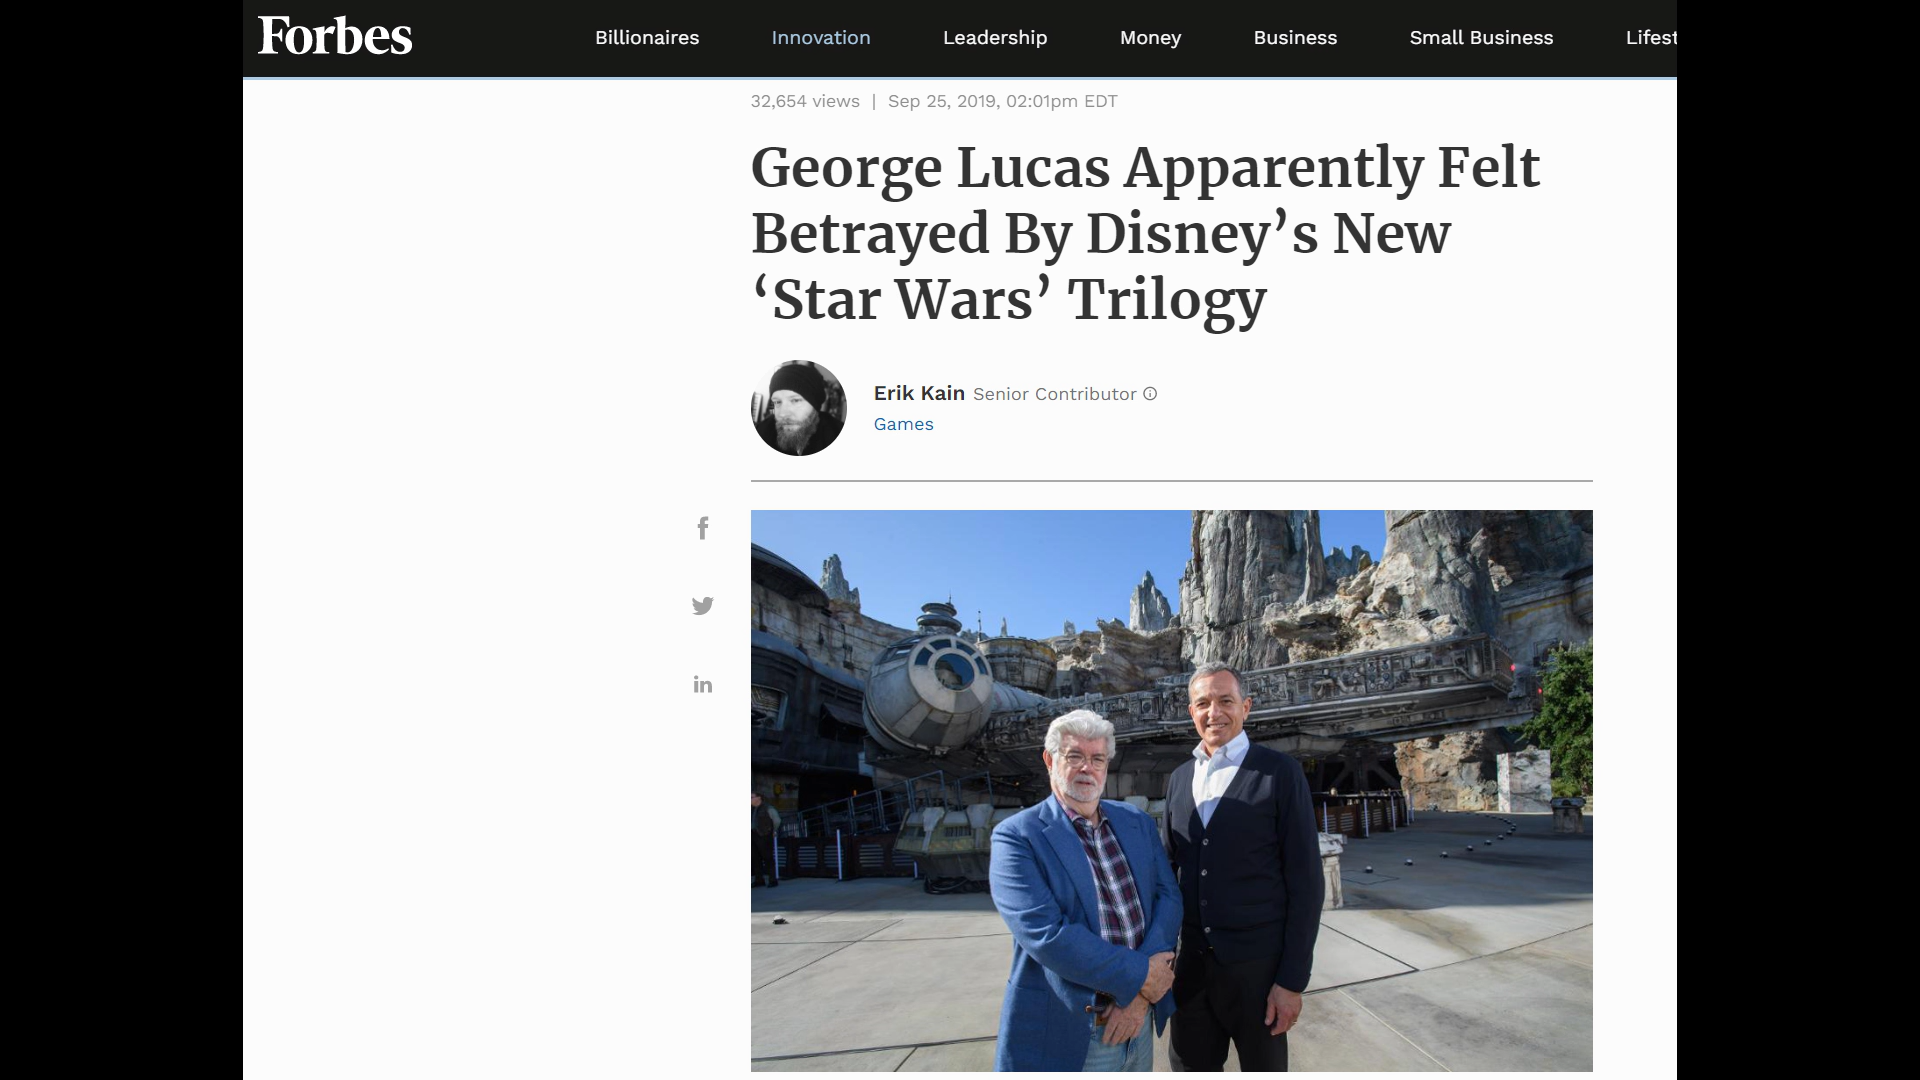 Forbes
Billionaires
Innovation
Leadership
Money
Business
Small Business
Lifest
32,654 views | Sep 25, 2019, 02:01pm EDT
George Lucas Apparently Felt
Betrayed By Disney’s New
‘Star Wars’ Trilogy
Erik Kain Senior Contributor
Games
f
in